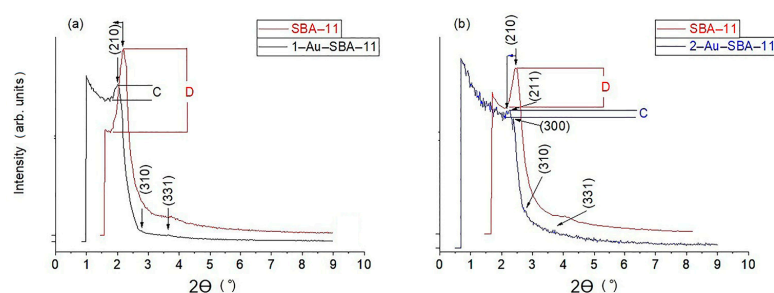 (a)
(210)
SBA–11
1–Au–SBA–11
C
D
(310)
(331)
Intensity (arb. units)
0 1 2 3 4 5 6 7 8 9 10
2Θ (°)
(b)
(210)
SBA–11
2–Au–SBA–11
D
(211)
C
(300)
(310)
(331)
0 1 2 3 4 5 6 7 8 9 10
2Θ (°)